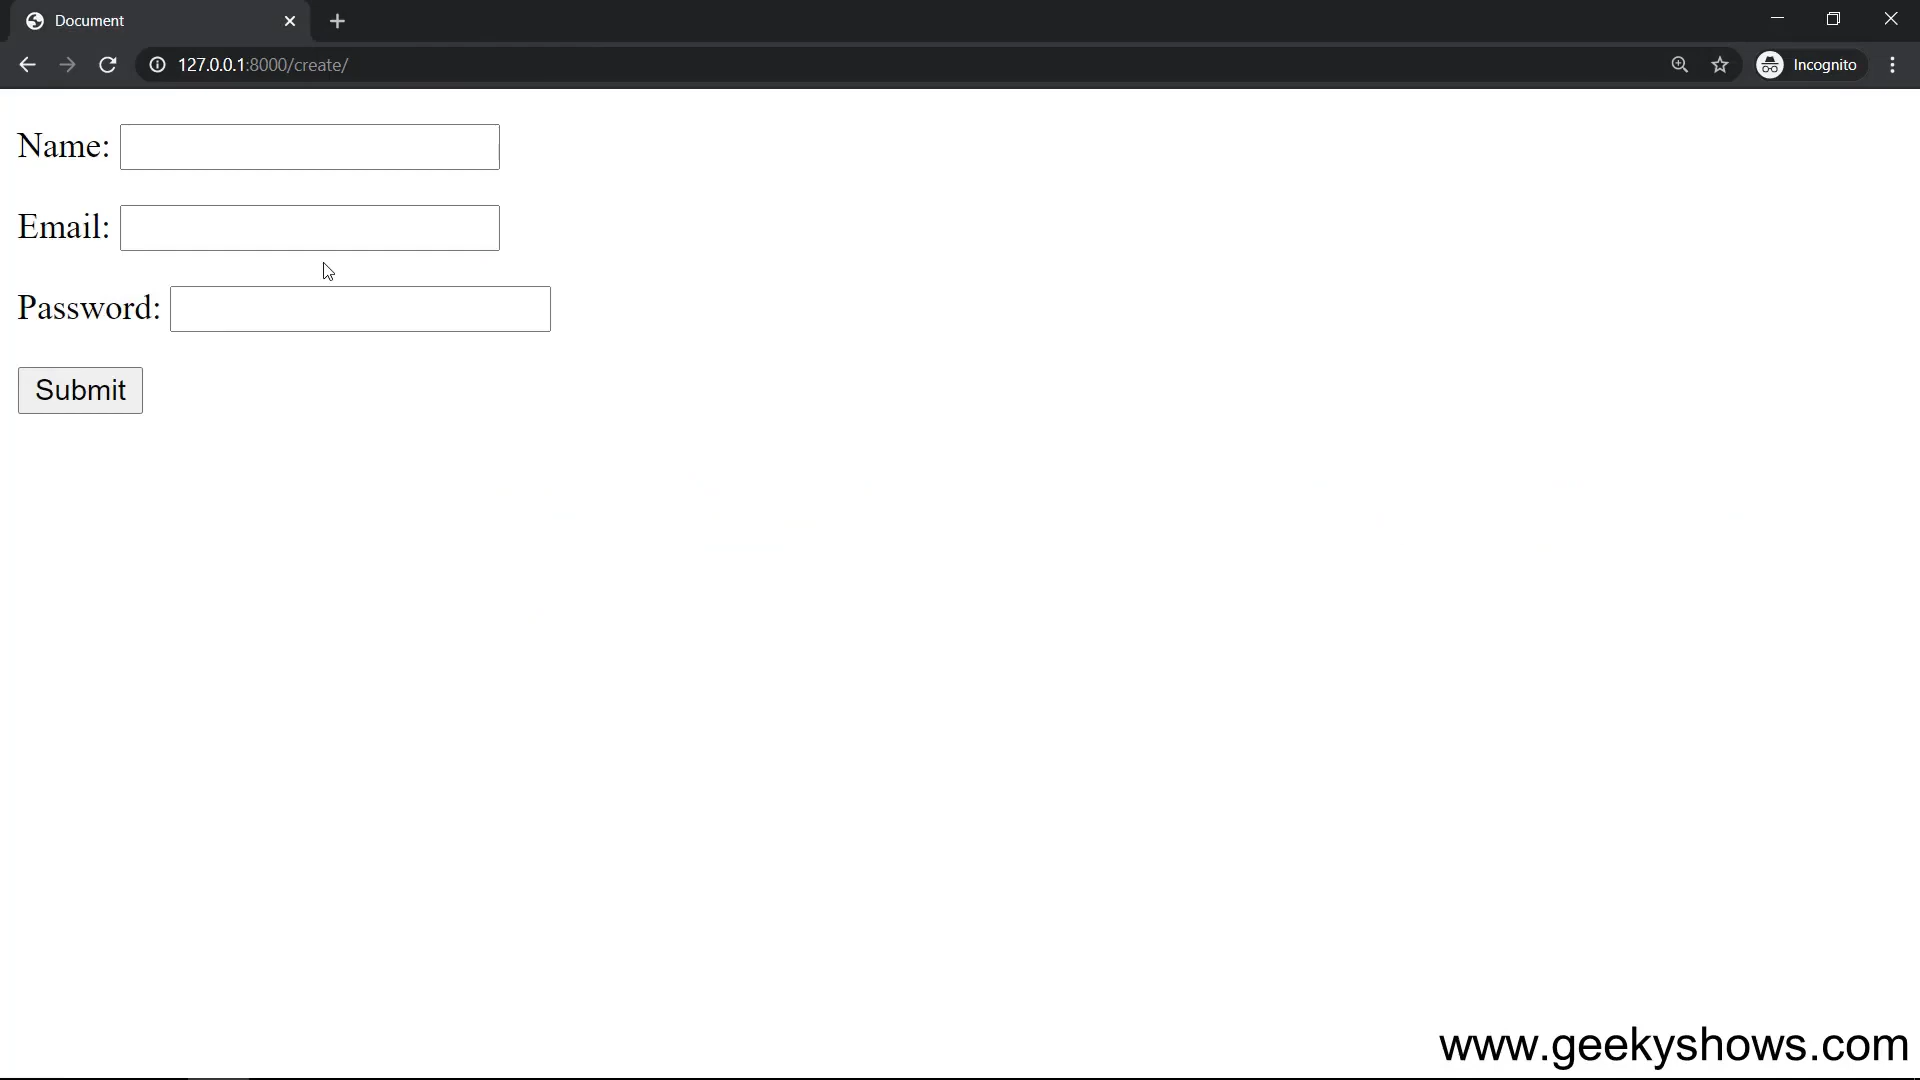 Document
127.0.0.1:8000/create/
Incognito
Name:
Email:
Password:
Submit
www.geekyshows.com